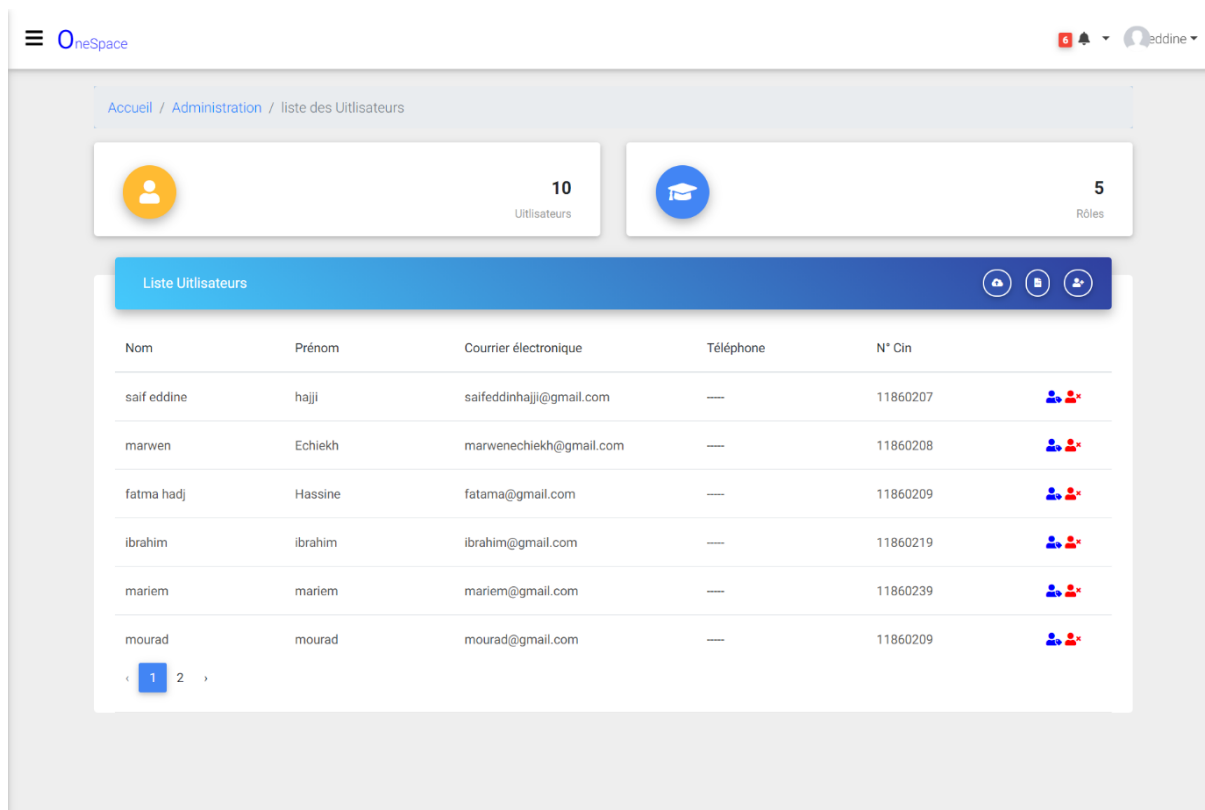 OneSpace 6 eddine
Accueil / Administration / liste des Uitlisateurs
10
Uitlisateurs
5
Rôles
Liste Uitlisateurs
Nom Prénom Courrier électronique Téléphone N° Cin
saif eddine hajji saifeddinhajji@gmail.com ----- 11860207
marwen Echiekh marwenechiekh@gmail.com ----- 11860208
fatma hadj Hassine fatama@gmail.com ----- 11860209
ibrahim ibrahim ibrahim@gmail.com ----- 11860219
mariem mariem mariem@gmail.com ----- 11860239
mourad mourad mourad@gmail.com ----- 11860209
‹ 1 2 ›